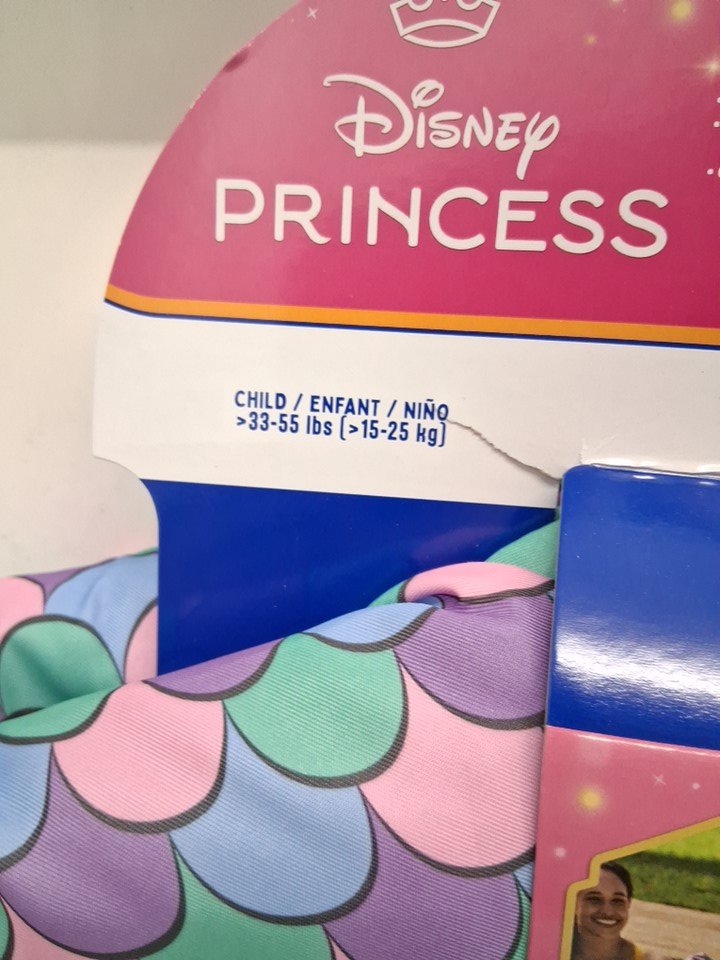 Disney
PRINCESS
CHILD / ENFANT / NIÑO
>33-55 lbs (>15-25 kg)